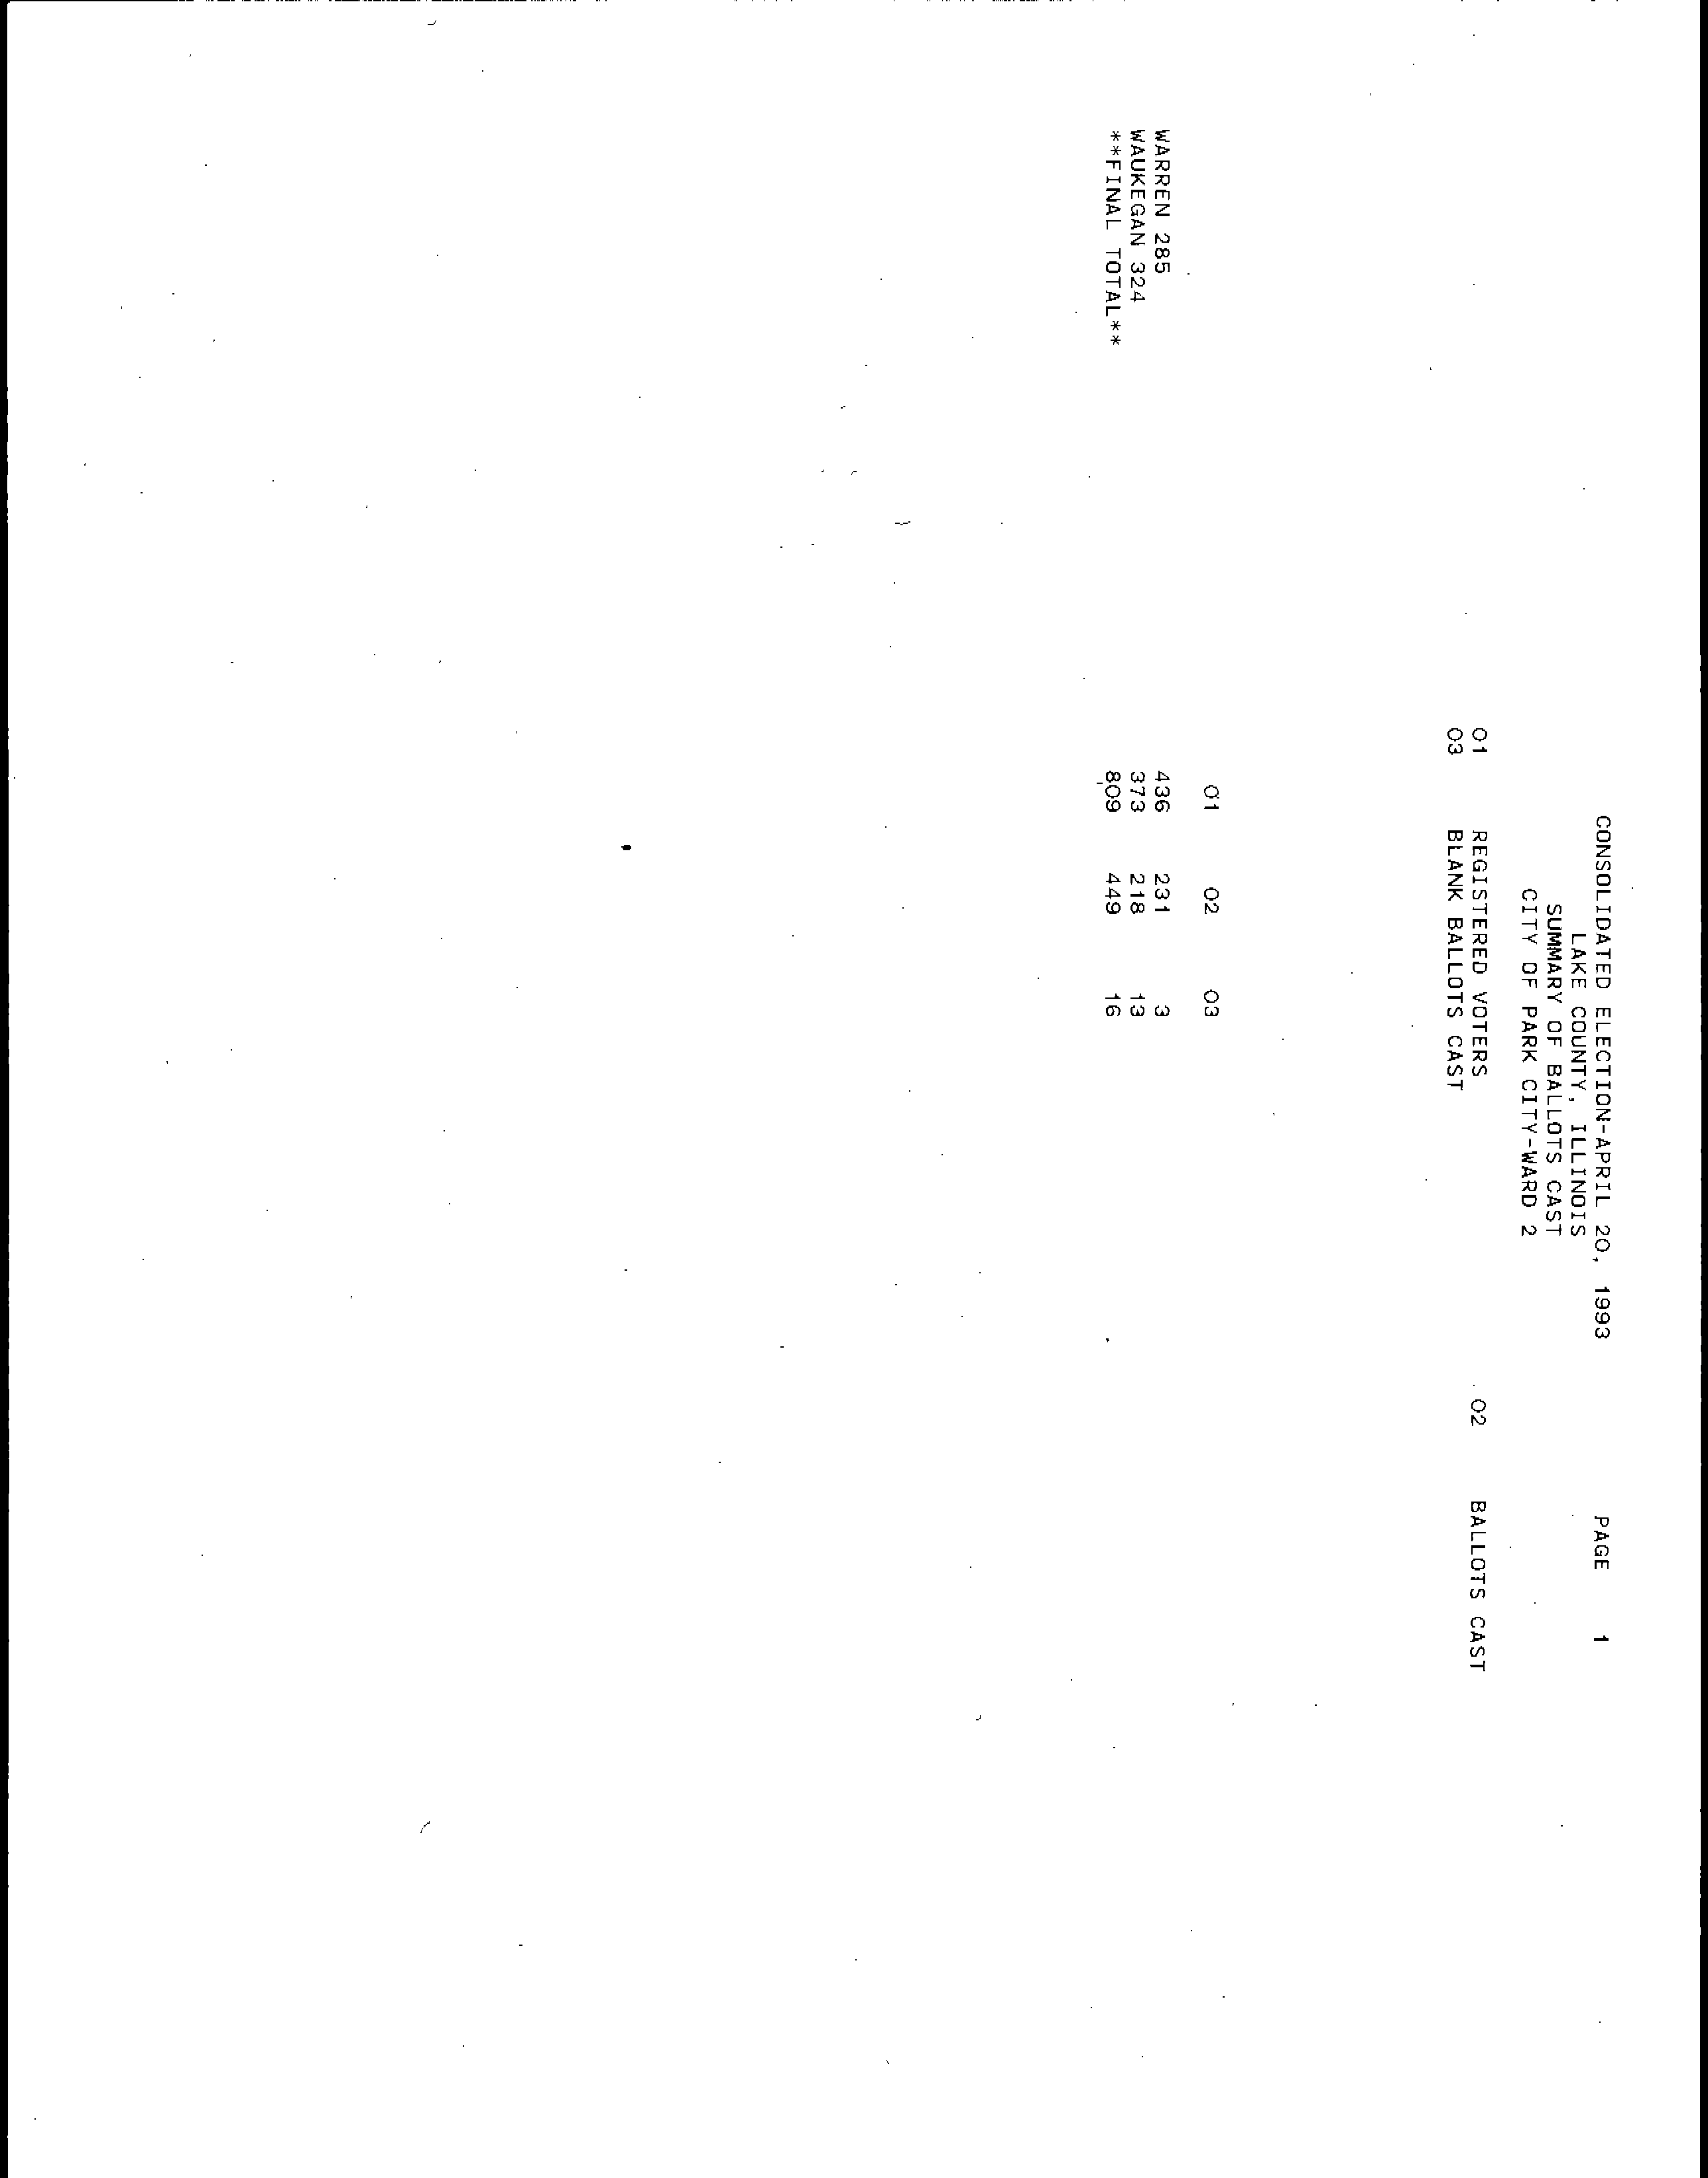 CONSOLIDATED ELECTION-APRIL 20, 1993 PAGE 1
LAKE COUNTY, ILLINOIS
SUMMARY OF BALLOTS CAST
CITY OF PARK CITY-WARD 2
01 REGISTERED VOTERS 02 BALLOTS CAST
03 BLANK BALLOTS CAST
01 02 03
WARREN 285 436 231 3
WAUKEGAN 324 373 218 13
**FINAL TOTAL** 809 449 16